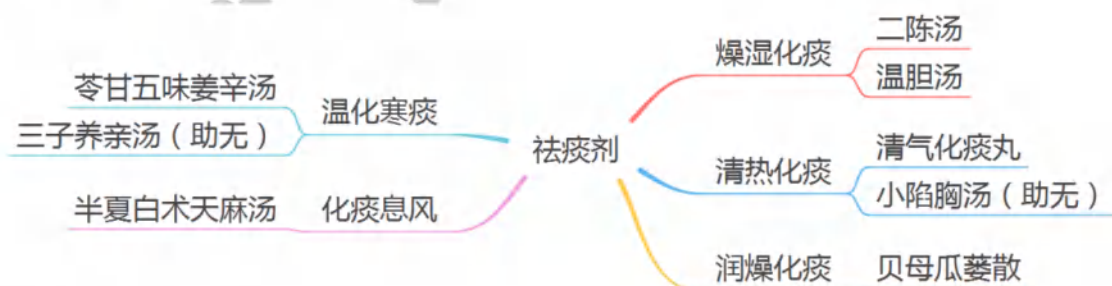 祛痰剂
燥湿化痰
二陈汤
温胆汤
清热化痰
清气化痰丸
小陷胸汤（助无）
润燥化痰
贝母瓜蒌散
温化寒痰
苓甘五味姜辛汤
三子养亲汤（助无）
化痰息风
半夏白术天麻汤